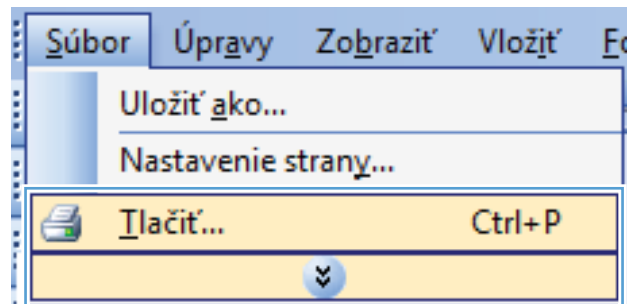 Súbor Úpravy Zobraziť Vložiť
Uložiť ako...
Nastavenie strany...
Tlačiť... Ctrl+P